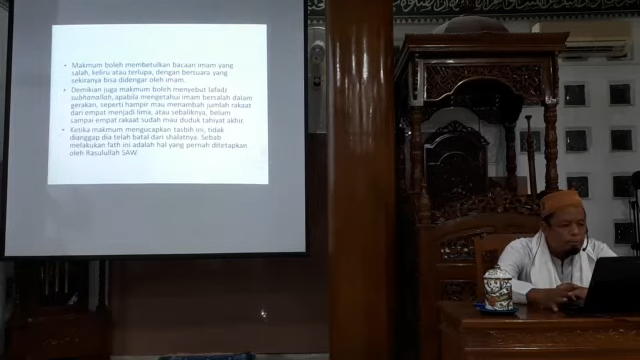 • Makmum boleh membetulkan bacaan imam yang
salah, keliru atau terlupa, dengan bersuara yang
sekiranya bisa didengar oleh imam.
• Demikian juga makmum boleh menyebut lafadz
subhanallah, apabila mengetahui imam bersalah dalam
gerakan, seperti hampir mau menambah jumlah rakaat
dari empat menjadi lima, atau sebaliknya, belum
sampai empat rakaat sudah mau duduk tahiyat akhir.
• Ketika makmum mengucapkan tasbih ini, tidak
dianggap dia telah batal dari shalatnya. Sebab
melakukan fath ini adalah hal yang pernah ditetapkan
oleh Rasulullah SAW.